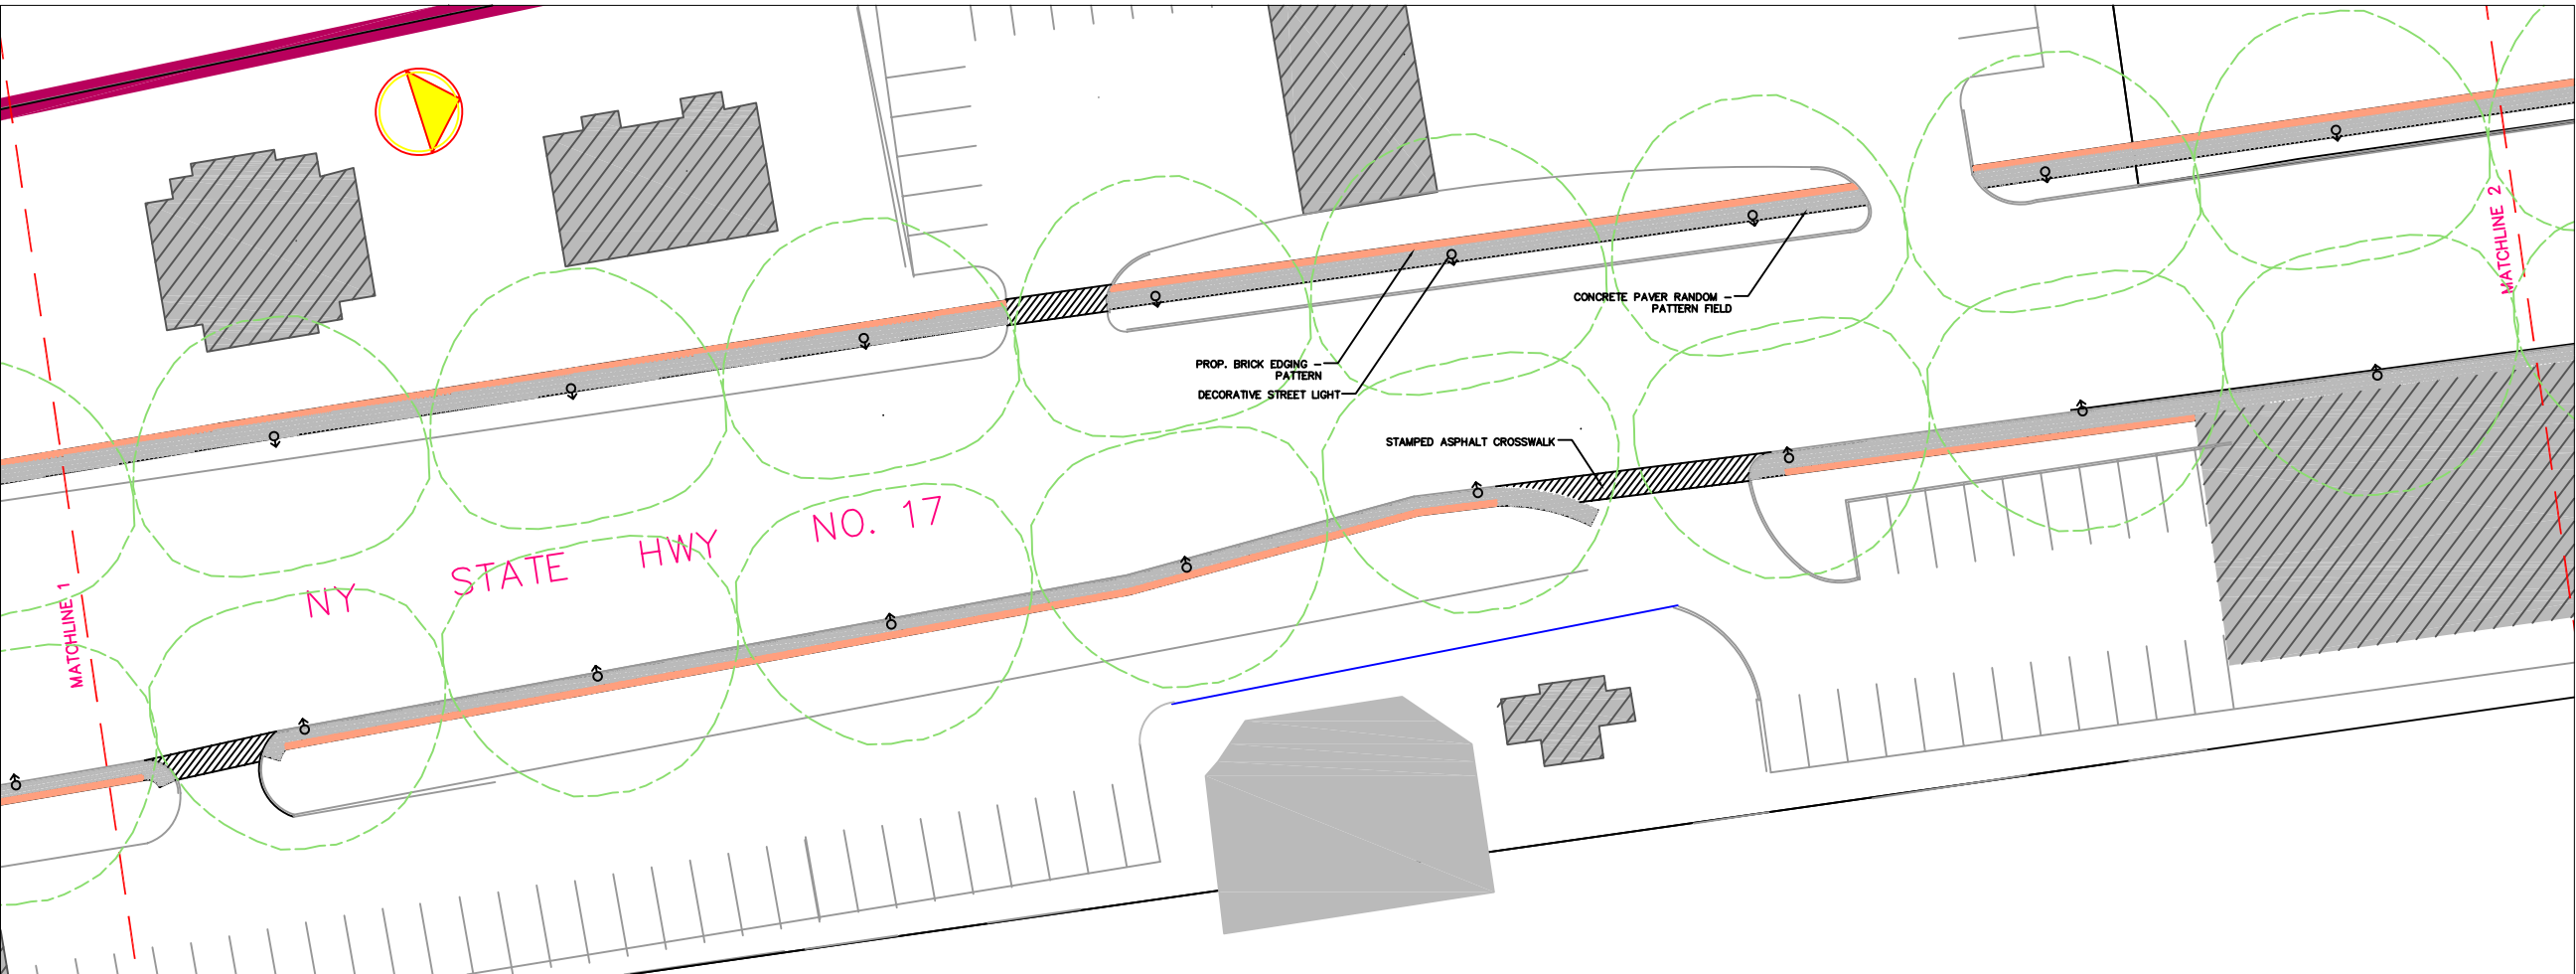 MATCHLINE 2
CONCRETE PAVER RANDOM –
PATTERN FIELD
PROP. BRICK EDGING –
PATTERN
DECORATIVE STREET LIGHT
STAMPED ASPHALT CROSSWALK
NY STATE HWY NO. 17
MATCHLINE 1